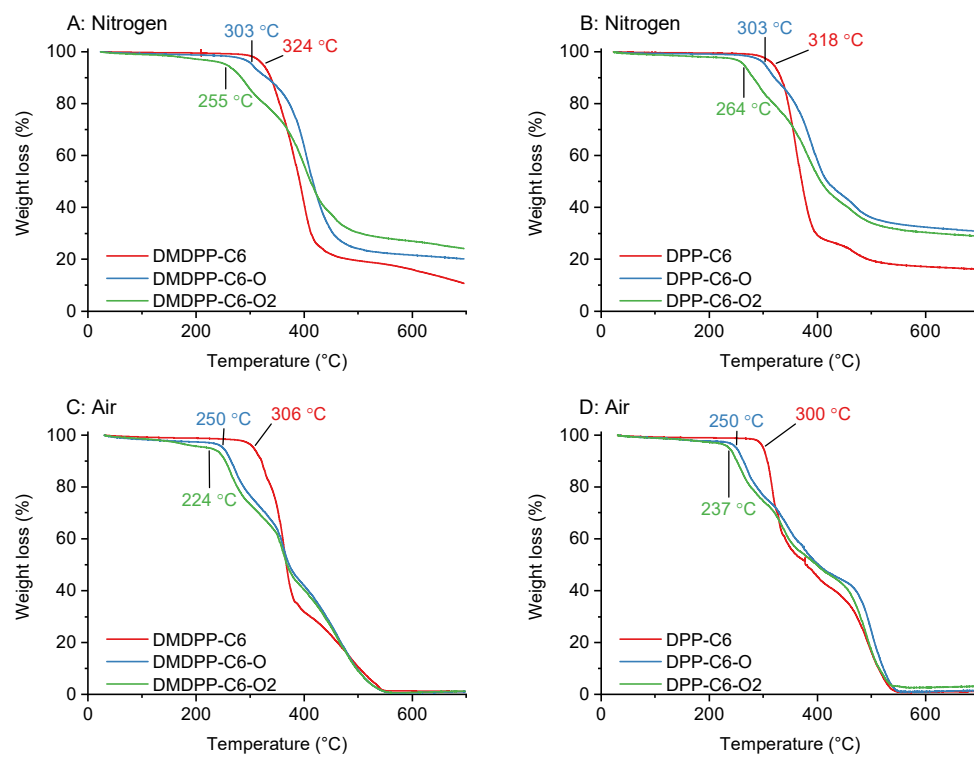 A: Nitrogen
303 °C
324 °C
255 °C
100
80
60
40
20
0
Weight loss (%)
DMDPP-C6
DMDPP-C6-O
DMDPP-C6-O2
0
200
400
600
Temperature (°C)
B: Nitrogen
303 °C
318 °C
264 °C
100
80
60
40
20
0
Weight loss (%)
DPP-C6
DPP-C6-O
DPP-C6-O2
0
200
400
600
Temperature (°C)
C: Air
250 °C
306 °C
224 °C
100
80
60
40
20
0
Weight loss (%)
DMDPP-C6
DMDPP-C6-O
DMDPP-C6-O2
0
200
400
600
Temperature (°C)
D: Air
250 °C
300 °C
237 °C
100
80
60
40
20
0
Weight loss (%)
DPP-C6
DPP-C6-O
DPP-C6-O2
0
200
400
600
Temperature (°C)